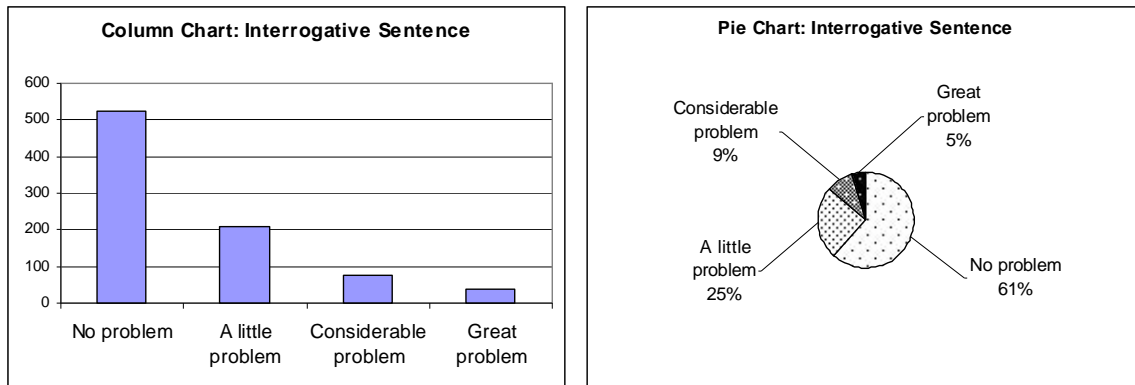 Column Chart: Interrogative Sentence
600
500
400
300
200
100
0
No problem
A little
problem
Considerable
problem
Great
problem
Pie Chart: Interrogative Sentence
Considerable
problem
9%
Great
problem
5%
A little
problem
25%
No problem
61%